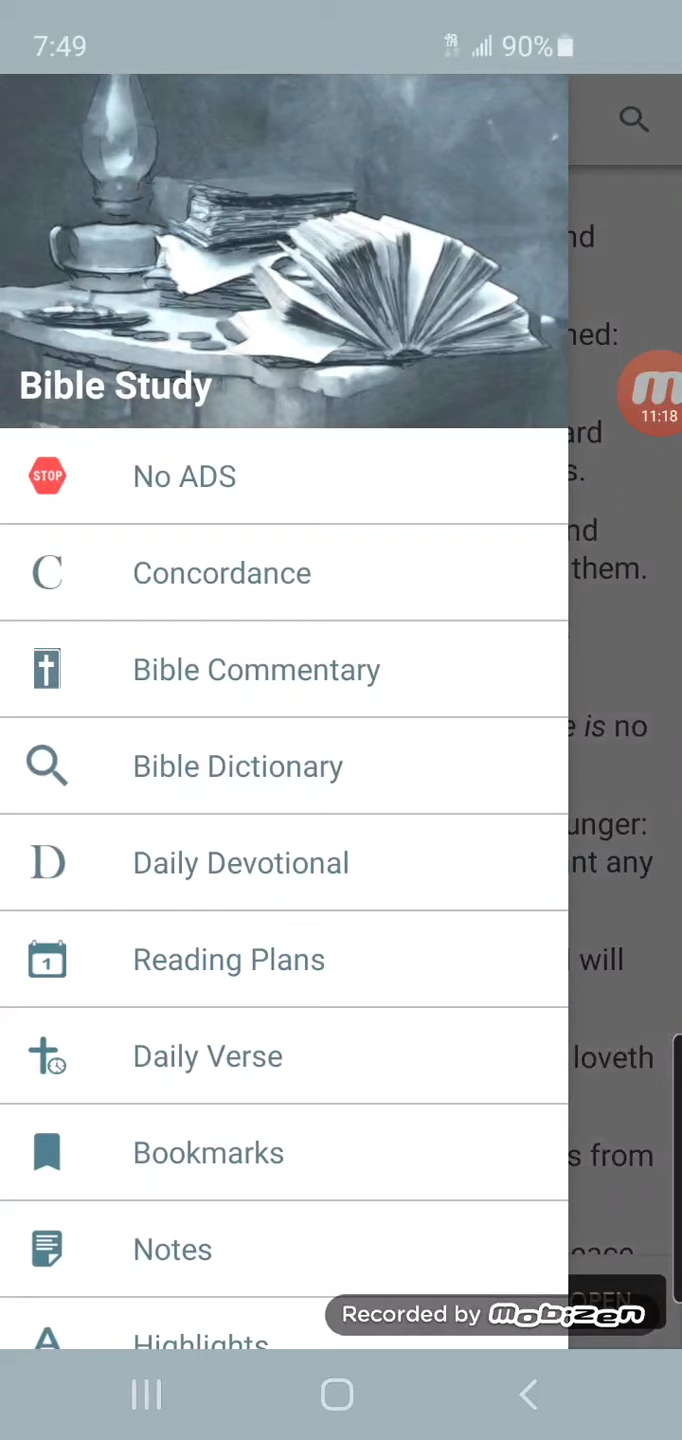 7:49
90%
nd
Bible Study
ned:
11:18
ard
s.
STOP
No ADS
nd
C
Concordance
them.
Bible Commentary
e is no
Bible Dictionary
unger:
D
Daily Devotional
nt any
1
Reading Plans
will
Daily Verse
loveth
Bookmarks
s from
Notes
OPEN
Recorded by mobizen
A
Highlights